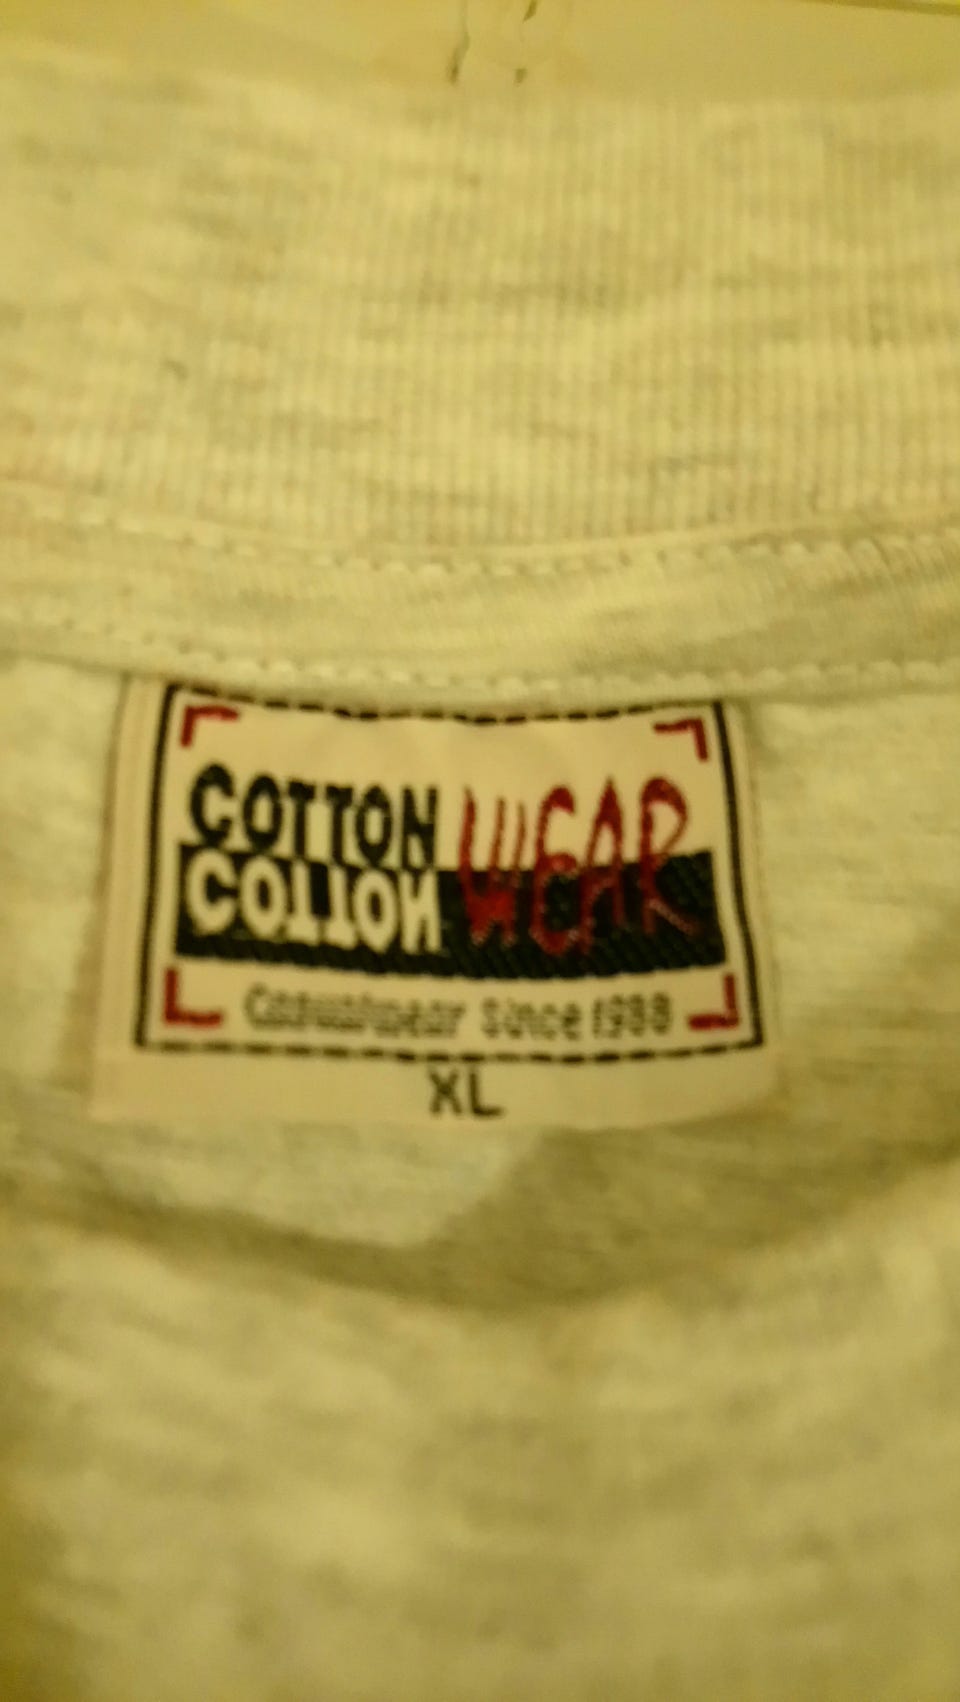 COTTON WEAR
COTTON
Casualwear Since 1988
XL